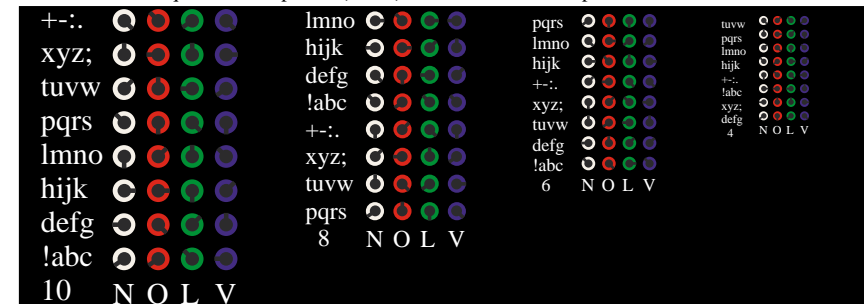 +-:.
xyz;
tuvw
pqrs
lmno
hijk
defg
!abc
10 N O L V
lmno
hijk
defg
!abc
+-:.
xyz;
tuvw
pqrs
8 N O L V
pqrs
lmno
hijk
+-:.
xyz;
tuvw
defg
!abc
6 N O L V
tuvw
pqrs
lmno
hijk
+-:.
!abc
xyz;
defg
4 N O L V